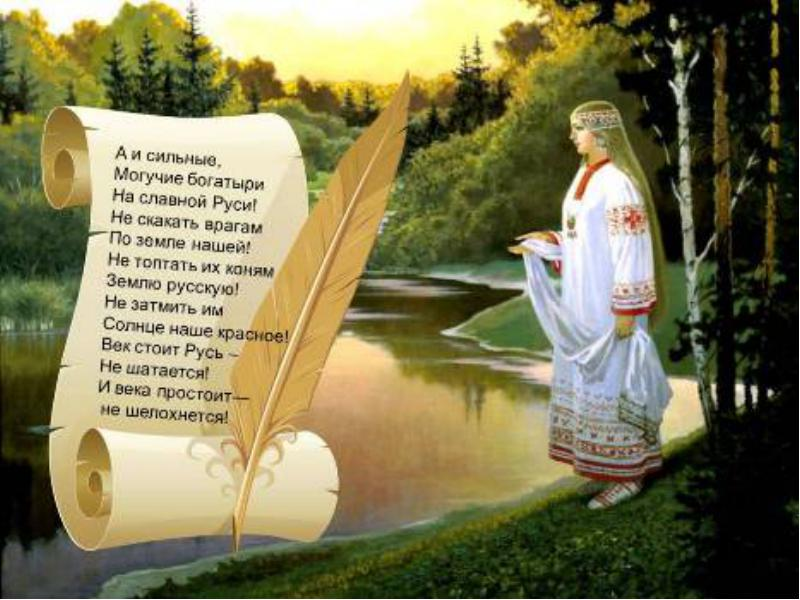 А и сильные,
Могучие богатыри
На славной Руси!
Не скакать врагам
По земле нашей!
Не топтать их коням
Землю русскую!
Не затмить им
Солнце наше красное!
Век стоит Русь –
Не шатается!
И века простоит—
не шелохнется!